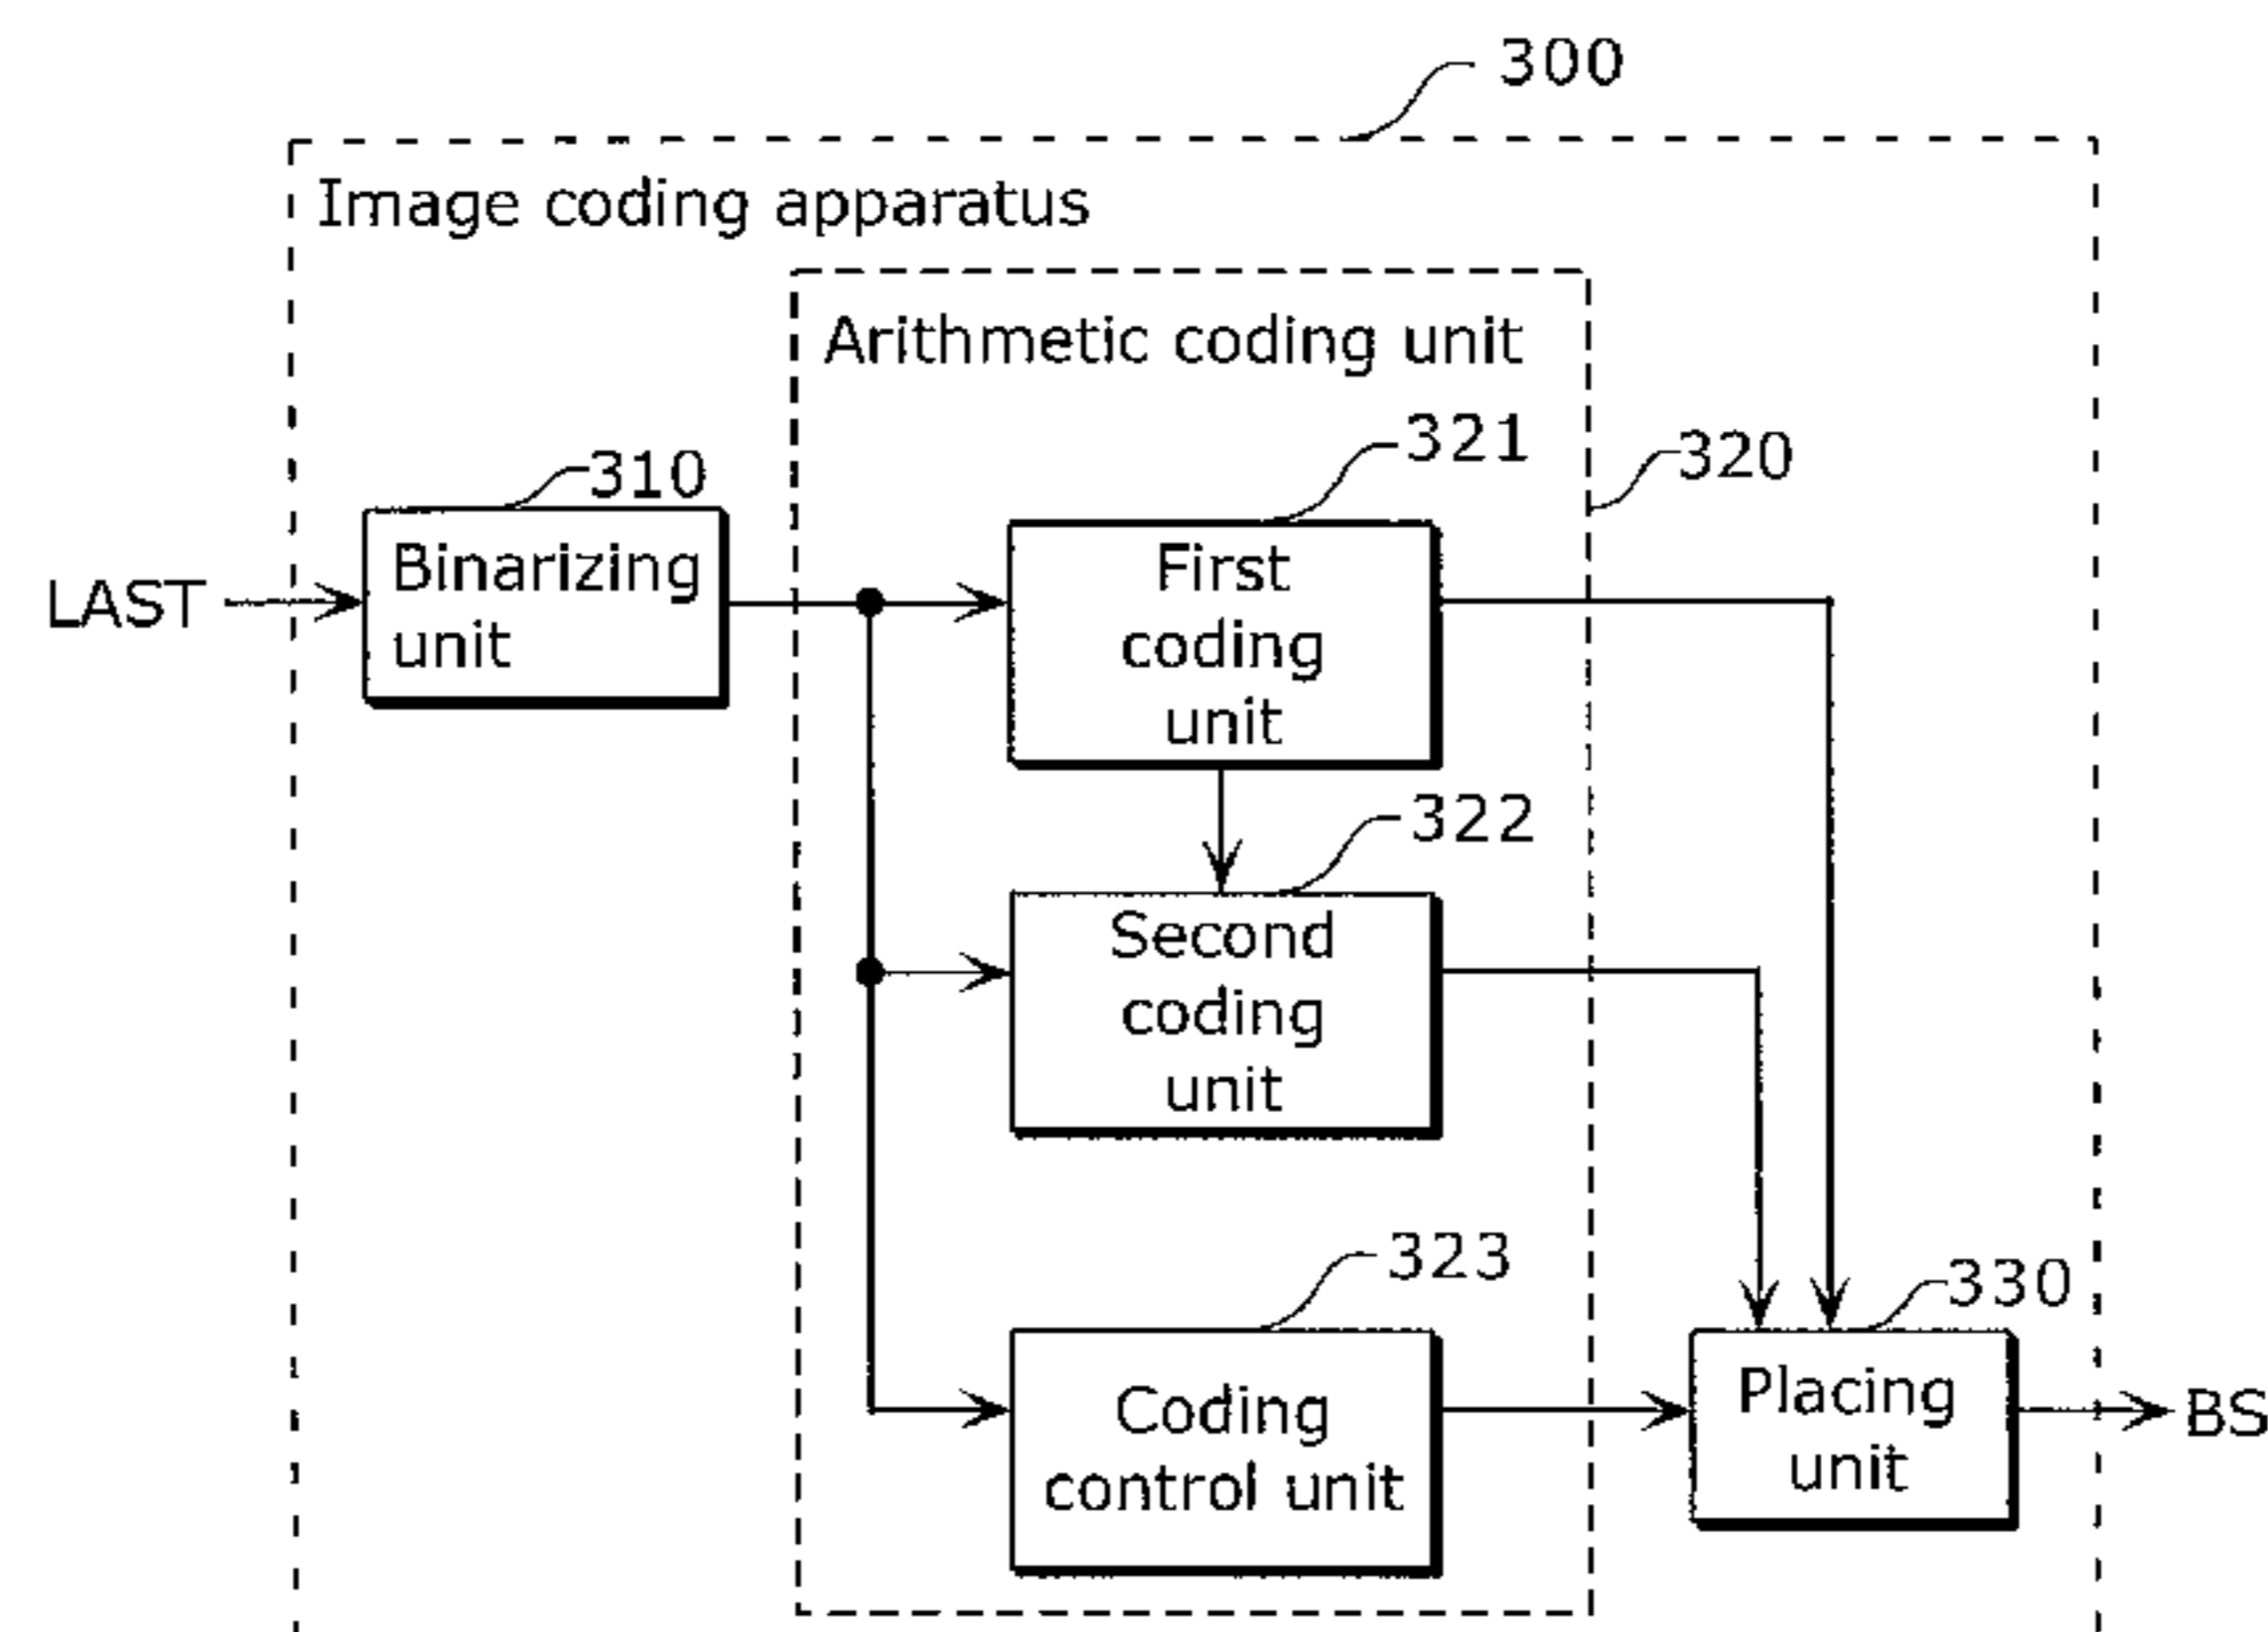 300
Image coding apparatus
Arithmetic coding unit
321
320
310
Binarizing
unit
LAST
First
coding
unit
322
Second
coding
unit
323
330
Coding
control unit
Placing
unit
BS